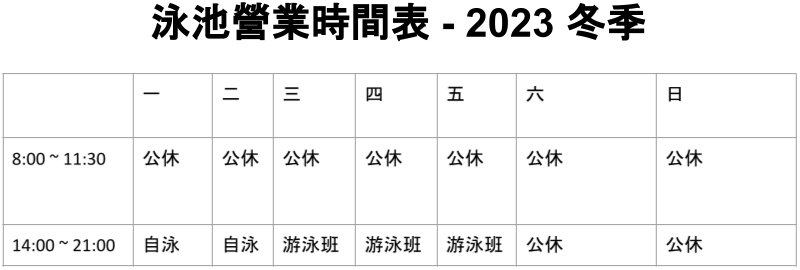 泳池營業時間表 - 2023 冬季
一 二 三 四 五 六 日
8:00 ~ 11:30 公休 公休 公休 公休 公休 公休 公休
14:00 ~ 21:00 自泳 自泳 游泳班 游泳班 游泳班 公休 公休